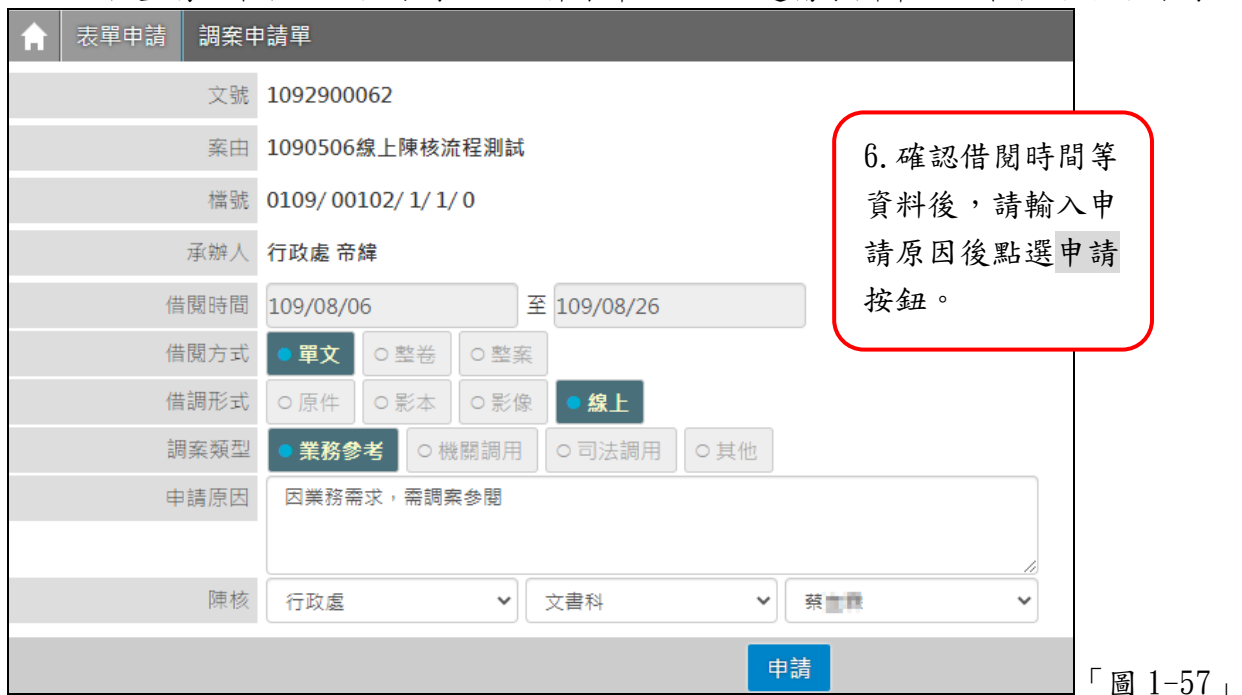 表單申請 調案申請單
文號 1092900062
案由 1090506線上陳核流程測試
檔號 0109/ 00102/ 1/ 1/ 0
承辦人 行政處 帝緯
借閱時間 109/08/06 至 109/08/26
借閱方式 單文 整卷 整案
借調形式 原件 影本 影像 線上
調案類型 業務參考 機關調用 司法調用 其他
申請原因 因業務需求，需調案參閱
陳核 行政處 文書科 蔡
申請
6.確認借閱時間等
資料後，請輸入申
請原因後點選申請
按鈕。
「圖 1-57」